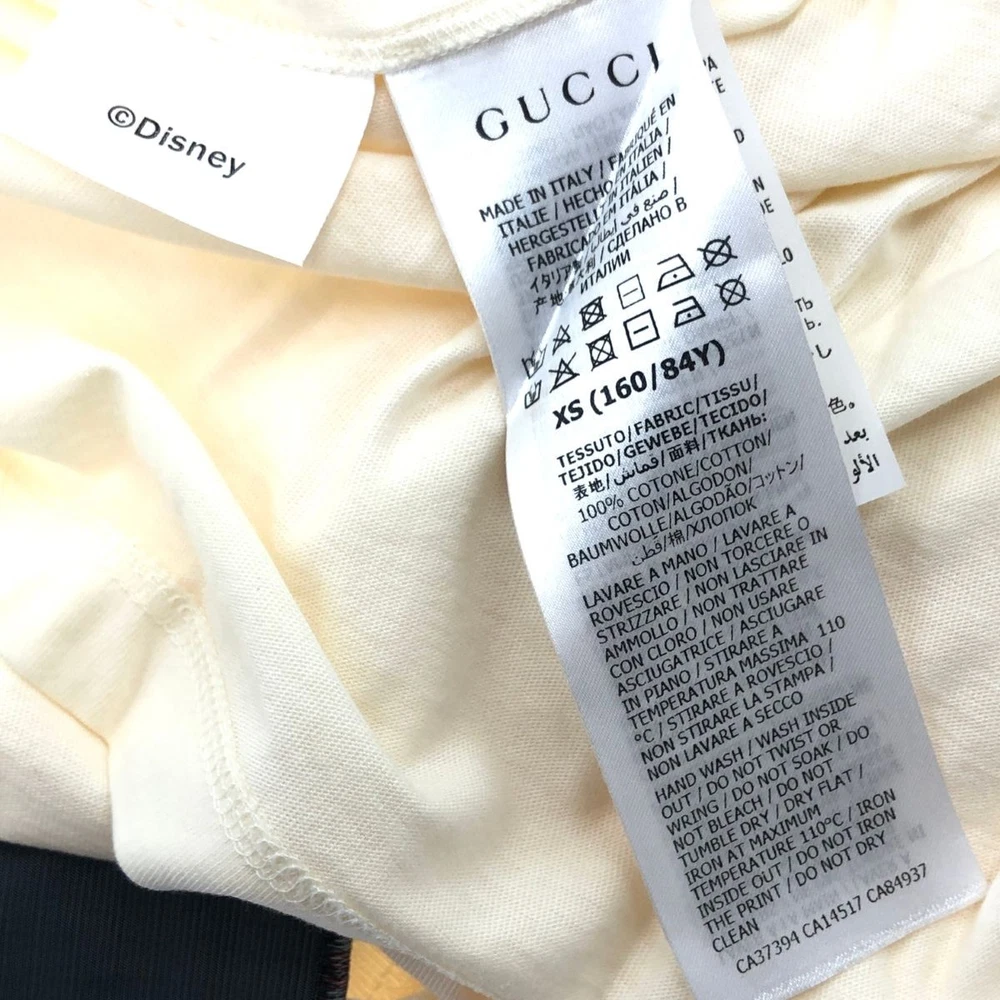 ©Disney
GUCCI
MADE IN ITALY / FABRIQUÉ EN
ITALIE / HECHO EN ITALIA /
HERGESTELLT IN ITALIEN /
FABRICADO EM ITÁLIA /
イタリア製 / صنع في إيطاليا /
产地 / СДЕЛАНО В
ИТАЛИИ
XS (160/84Y)
TESSUTO/FABRIC/TISSU/
TEJIDO/GEWEBE/TECIDO/
表地/قماش/面料/ТКАНЬ:
100% COTONE/COTTON/
COTON/ALGODON/
BAUMWOLLE/ALGODÃO/コットン/
قطن/棉/ХЛОПОК
LAVARE A MANO / LAVARE A
ROVESCIO / NON TORCERE O
STRIZZARE / NON LASCIARE IN
AMMOLLO / NON TRATTARE
CON CLORO / NON USARE
ASCIUGATRICE / ASCIUGARE
IN PIANO / STIRARE A
TEMPERATURA MASSIMA 110
°C / STIRARE A ROVESCIO /
NON STIRARE LA STAMPA /
NON LAVARE A SECCO
HAND WASH / WASH INSIDE
OUT / DO NOT TWIST OR
WRING / DO NOT SOAK / DO
NOT BLEACH / DO NOT
TUMBLE DRY / DRY FLAT /
IRON AT MAXIMUM
TEMPERATURE 110°C / IRON
INSIDE OUT / DO NOT IRON
THE PRINT / DO NOT DRY
CLEAN
CA37394 CA14517 CA84937
色。
بعد